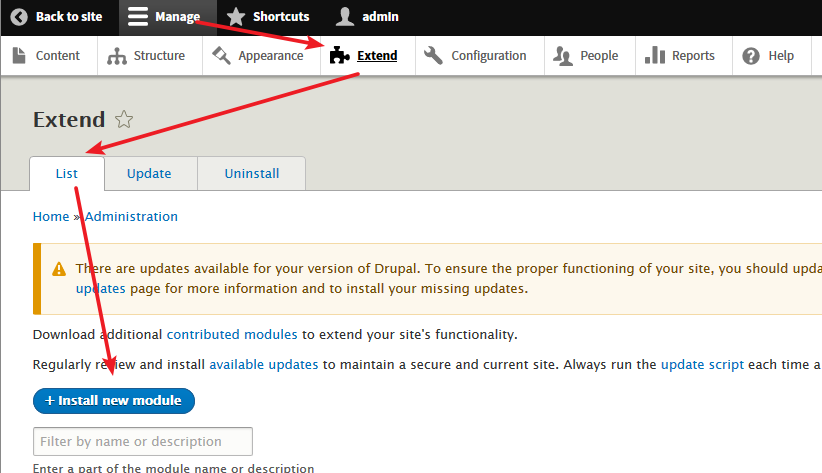 Back to site Manage Shortcuts admin
Content Structure Appearance Extend Configuration People Reports Help
Extend
List Update Uninstall
Home » Administration
There are updates available for your version of Drupal. To ensure the proper functioning of your site, you should upda
updates page for more information and to install your missing updates.
Download additional contributed modules to extend your site's functionality.
Regularly review and install available updates to maintain a secure and current site. Always run the update script each time a
+ Install new module
Filter by name or description
Enter a part of the module name or description